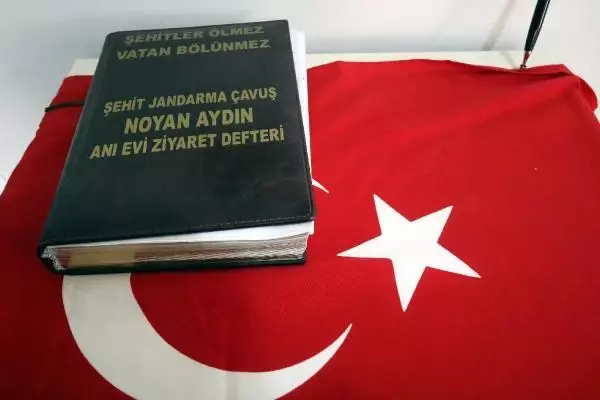 ŞEHİTLER ÖLMEZ
VATAN BÖLÜNMEZ
ŞEHİT JANDARMA ÇAVUŞ
NOYAN AYDIN
ANI EVİ ZİYARET DEFTERİ